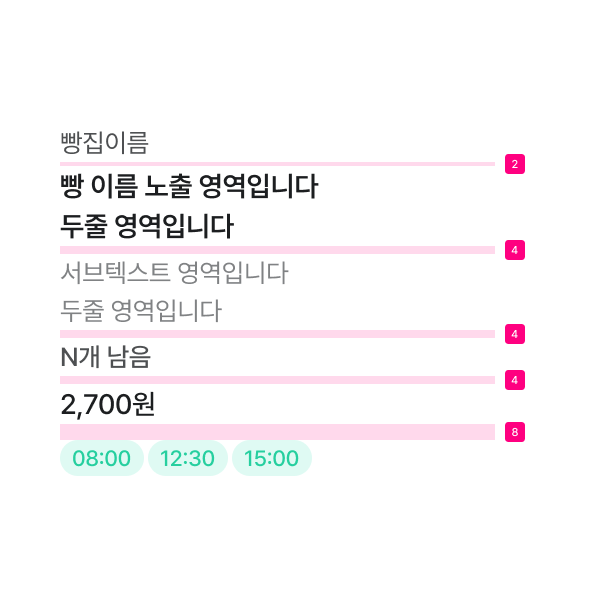 빵집이름
2
빵 이름 노출 영역입니다
두줄 영역입니다
4
서브텍스트 영역입니다
두줄 영역입니다
4
N개 남음
4
2,700원
8
08:00 12:30 15:00